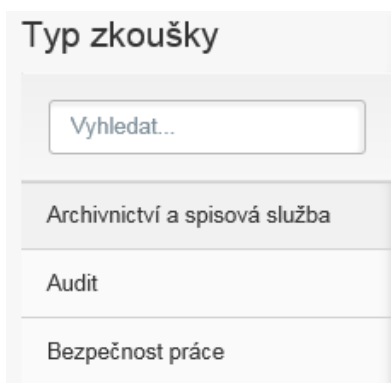 Typ zkoušky
Vyhledat...
Archivnictví a spisová služba
Audit
Bezpečnost práce